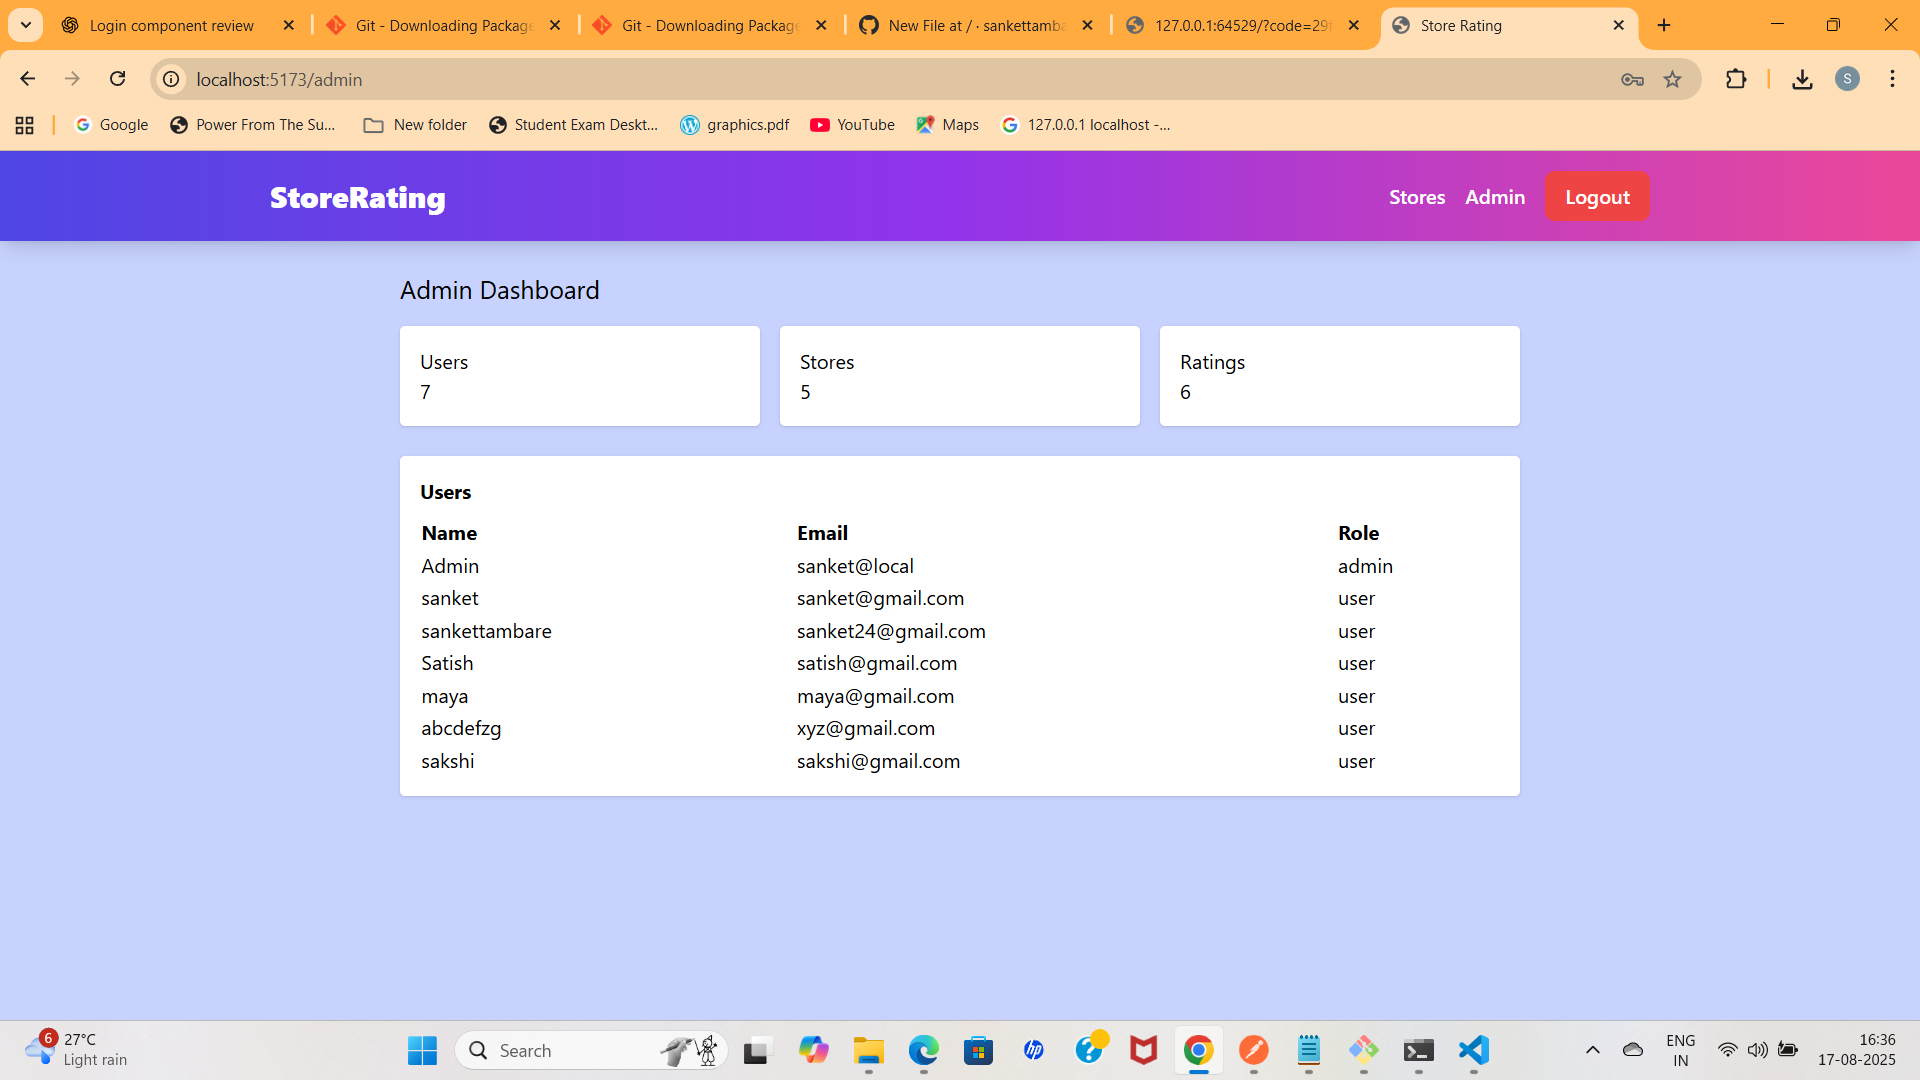 Login component review
Git - Downloading Package
Git - Downloading Package
New File at / · sankettamba
127.0.0.1:64529/?code=29f
Store Rating
localhost:5173/admin
S
Google
Power From The Su...
New folder
Student Exam Deskt...
graphics.pdf
YouTube
Maps
127.0.0.1 localhost -...
StoreRating
Stores Admin Logout
Admin Dashboard
Users
7
Stores
5
Ratings
6
Users
Name Email Role
Admin sanket@local admin
sanket sanket@gmail.com user
sankettambare sanket24@gmail.com user
Satish satish@gmail.com user
maya maya@gmail.com user
abcdefzg xyz@gmail.com user
sakshi sakshi@gmail.com user
6
27°C
Light rain
Search
hp
ENG
IN
16:36
17-08-2025